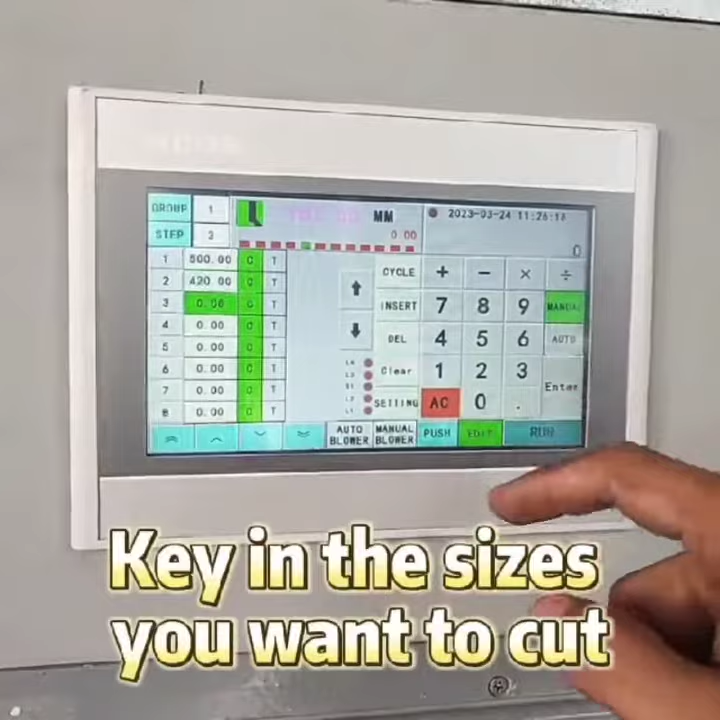 GROUP 1
STEP 3
MM
0.00
2023-03-24 11:26:16
0
1 500.00 C T
2 420.00 C T
3 0.00 C T
4 0.00 C T
5 0.00 C T
6 0.00 C T
7 0.00 C T
8 0.00 C T
CYCLE + − × ÷
INSERT 7 8 9 MANUAL
DEL 4 5 6 AUTO
Clear 1 2 3 Enter
SETTING AC 0 .
AUTO BLOWER
MANUAL BLOWER
PUSH EDIT RUN
Key in the sizes
you want to cut